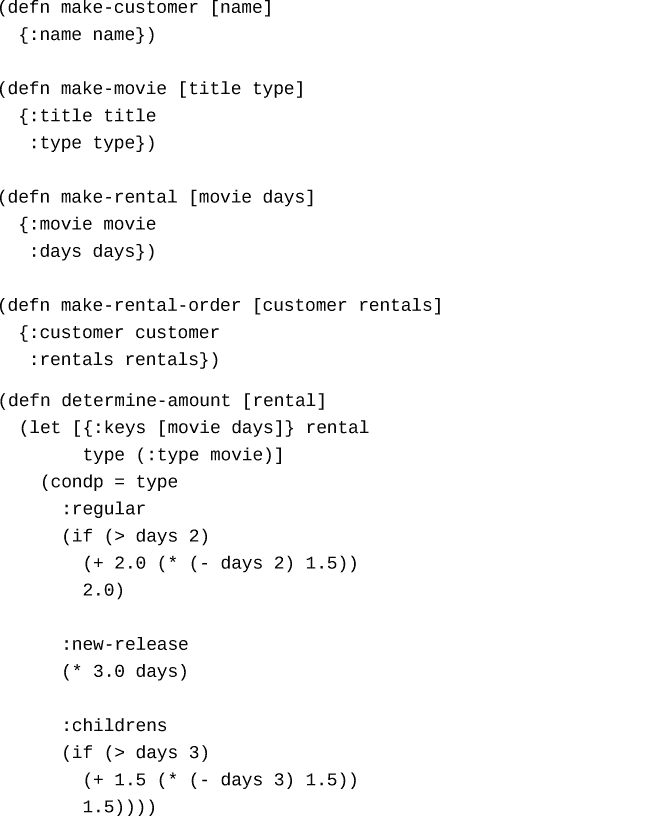 (defn make-customer [name]
  {:name name})

(defn make-movie [title type]
  {:title title
   :type type})

(defn make-rental [movie days]
  {:movie movie
   :days days})

(defn make-rental-order [customer rentals]
  {:customer customer
   :rentals rentals})
(defn determine-amount [rental]
  (let [{:keys [movie days]} rental
        type (:type movie)]
    (condp = type
      :regular
      (if (> days 2)
        (+ 2.0 (* (- days 2) 1.5))
        2.0)

      :new-release
      (* 3.0 days)

      :childrens
      (if (> days 3)
        (+ 1.5 (* (- days 3) 1.5))
        1.5))))